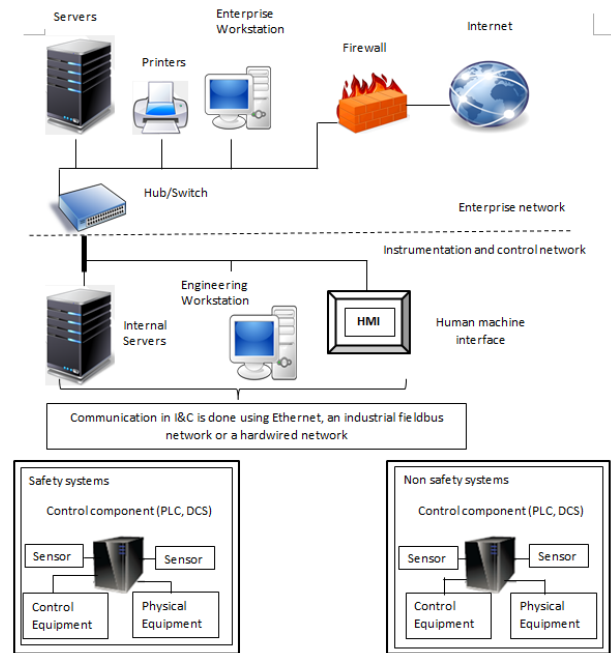 Servers
Enterprise
Workstation
Internet
Firewall
Printers
Hub/Switch
Enterprise network
Instrumentation and control network
Engineering
Workstation
Internal
Servers
HMI
Human machine
interface
Communication in I&C is done using Ethernet, an industrial fieldbus
network or a hardwired network
Safety systems
Control component (PLC, DCS)
Sensor
Sensor
Control
Equipment
Physical
Equipment
Non safety systems
Control component (PLC, DCS)
Sensor
Sensor
Control
Equipment
Physical
Equipment